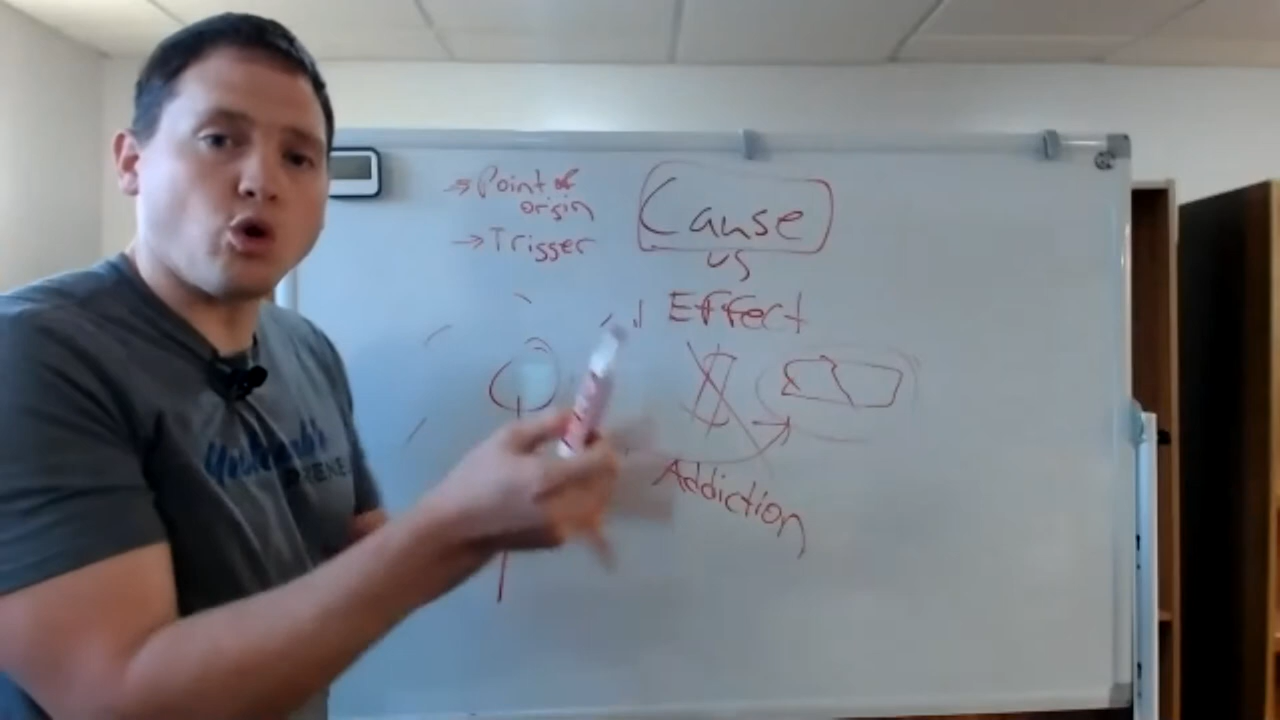 → Point of
origin
→ Trigger
Cause
vs
Effect
$
Addiction